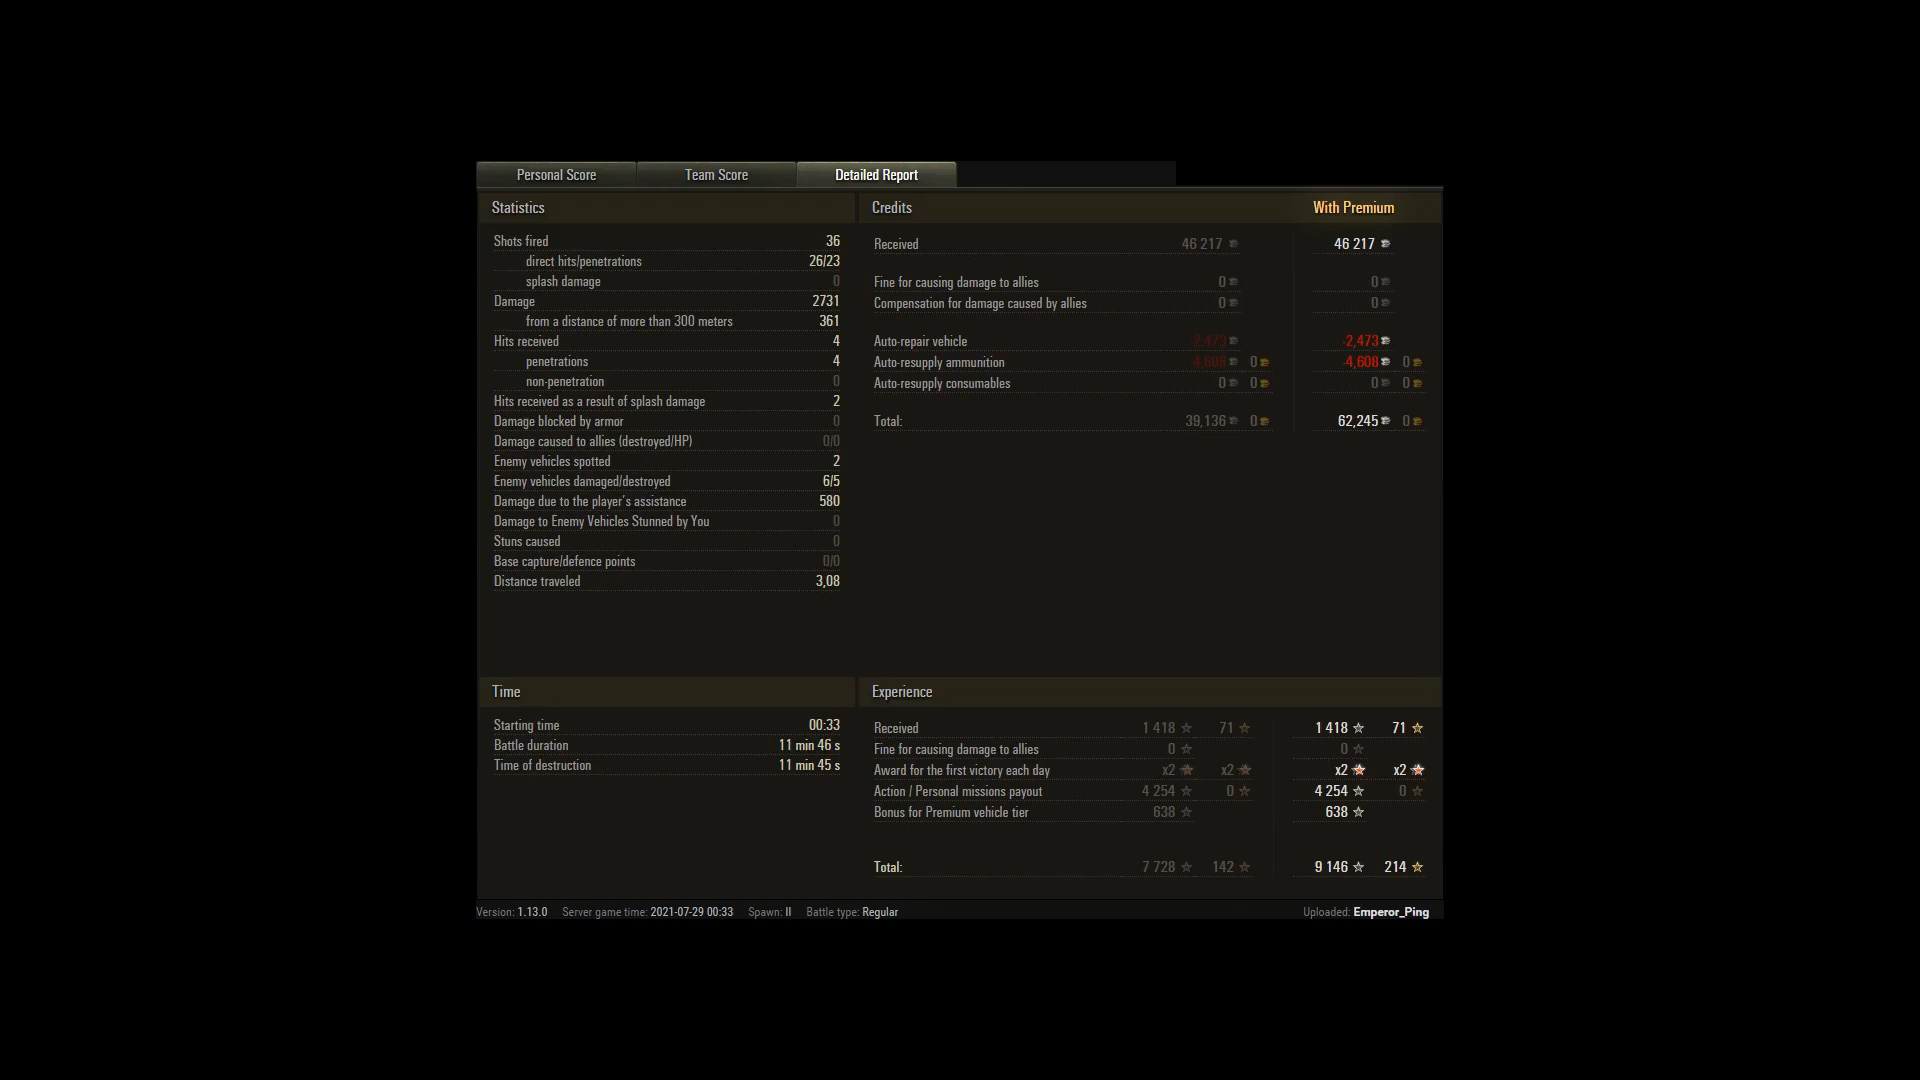 Personal Score Team Score Detailed Report
Statistics
Shots fired 36
direct hits/penetrations 26/23
splash damage 0
Damage 2731
from a distance of more than 300 meters 361
Hits received 4
penetrations 4
non-penetration 0
Hits received as a result of splash damage 2
Damage blocked by armor 0
Damage caused to allies (destroyed/HP) 0/0
Enemy vehicles spotted 2
Enemy vehicles damaged/destroyed 6/5
Damage due to the player's assistance 580
Damage to Enemy Vehicles Stunned by You 0
Stuns caused 0
Base capture/defence points 0/0
Distance traveled 3,08
Credits With Premium
Received 46 217 46 217
Fine for causing damage to allies 0 0
Compensation for damage caused by allies 0 0
Auto-repair vehicle -2,473 -2,473
Auto-resupply ammunition -4,608 0 -4,608 0
Auto-resupply consumables 0 0 0 0
Total: 39,136 0 62,245 0
Time
Starting time 00:33
Battle duration 11 min 46 s
Time of destruction 11 min 45 s
Experience
Received 1 418 71 1 418 71
Fine for causing damage to allies 0 0
Award for the first victory each day x2 x2 x2 x2
Action / Personal missions payout 4 254 0 4 254 0
Bonus for Premium vehicle tier 638 638
Total: 7 728 142 9 146 214
Version: 1.13.0 Server game time: 2021-07-29 00:33 Spawn: II Battle type: Regular Uploaded: Emperor_Ping